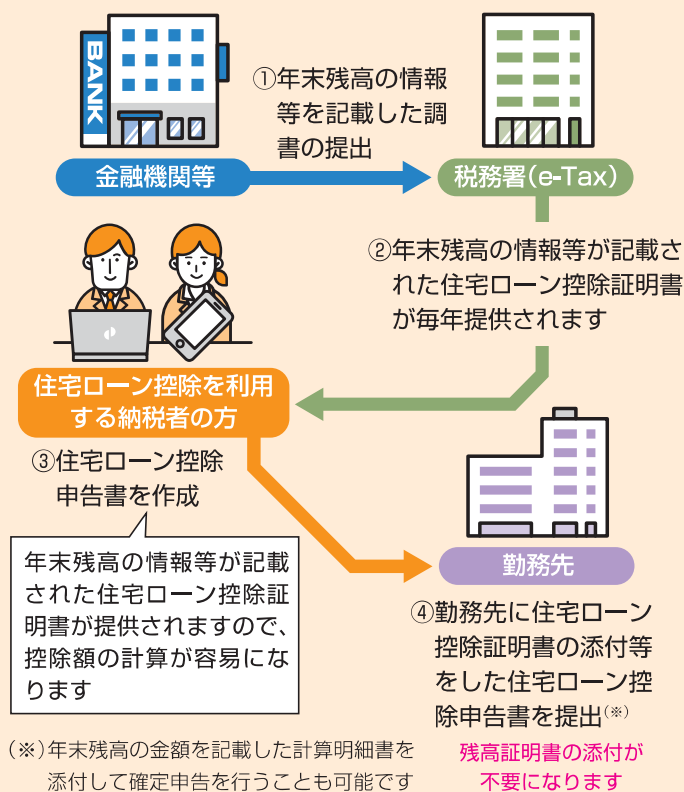 BANK
①年末残高の情報
等を記載した調
書の提出
金融機関等
税務署(e-Tax)
②年末残高の情報等が記載さ
れた住宅ローン控除証明書
が毎年提供されます
住宅ローン控除を利用
する納税者の方
③住宅ローン控除
申告書を作成
年末残高の情報等が記載
された住宅ローン控除証
明書が提供されますので、
控除額の計算が容易にな
ります
勤務先
④勤務先に住宅ローン
控除証明書の添付等
をした住宅ローン控
除申告書を提出(※)
(※)年末残高の金額を記載した計算明細書を
添付して確定申告を行うことも可能です
残高証明書の添付が
不要になります